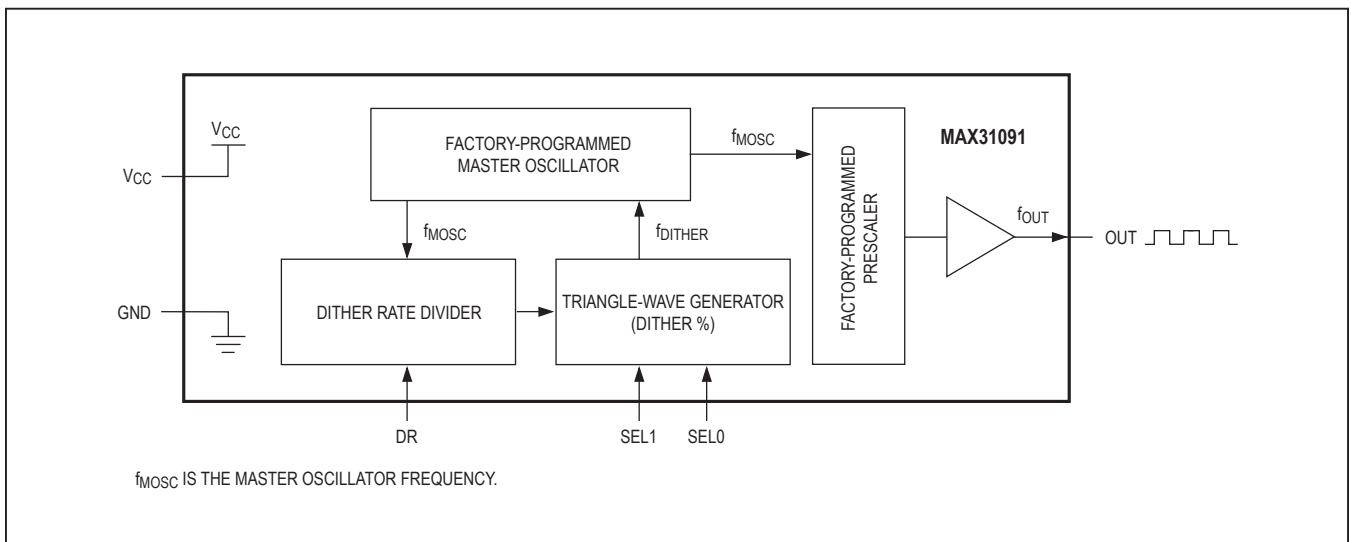 VCC
VCC
GND
FACTORY-PROGRAMMED
MASTER OSCILLATOR
fMOSC
fMOSC
fDITHER
DITHER RATE DIVIDER
TRIANGLE-WAVE GENERATOR
(DITHER %)
FACTORY-PROGRAMMED
PRESCALER
MAX31091
fOUT
OUT
DR
SEL1
SEL0
fMOSC IS THE MASTER OSCILLATOR FREQUENCY.